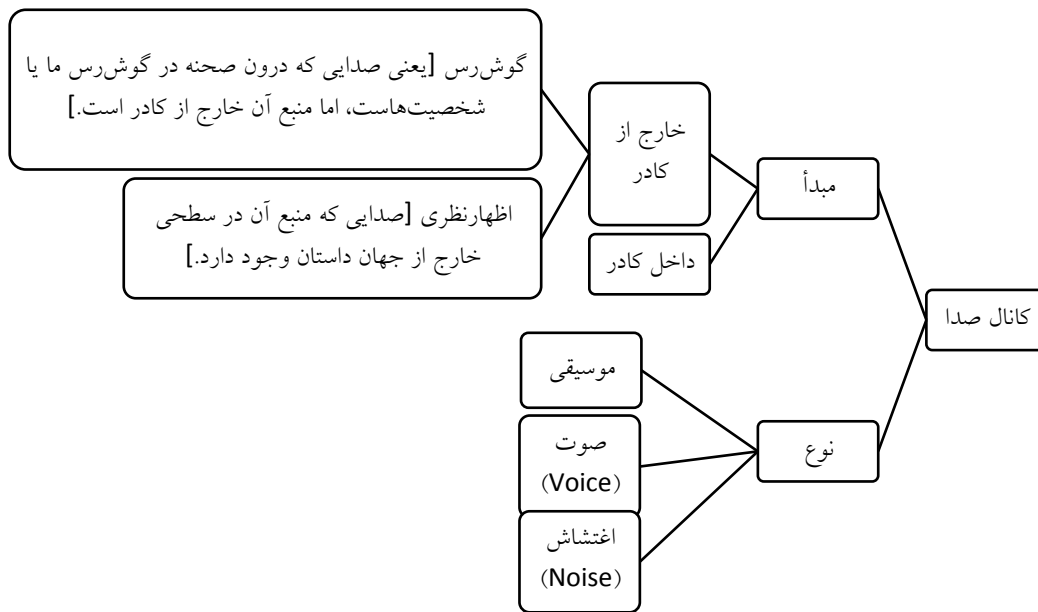 کانال صدا
مبدأ
خارج از
کادر
گوش‌رس [یعنی صدایی که درون صحنه در گوش‌رس ما یا
شخصیت‌هاست، اما منبع آن خارج از کادر است.]
اظهارنظری [صدایی که منبع آن در سطحی
خارج از جهان داستان وجود دارد.]
داخل کادر
نوع
موسیقی
صوت
(Voice)
اغتشاش
(Noise)